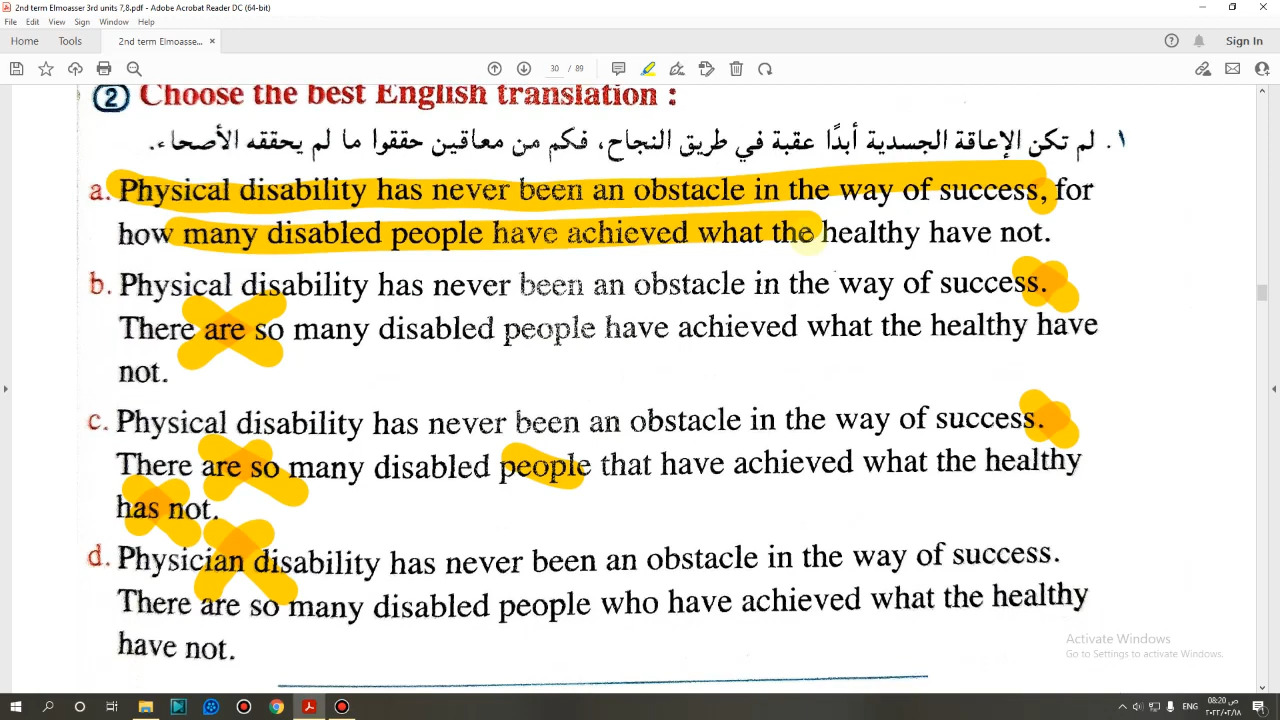 2nd term Elmoasser 3rd units 7,8.pdf - Adobe Acrobat Reader DC (64-bit)
File Edit View Sign Window Help
Home Tools 2nd term Elmoasse... × Sign In
30 / 89
2 Choose the best English translation :
١. لم تكن الإعاقة الجسدية أبدًا عقبة في طريق النجاح، فكم من معاقين حققوا ما لم يحققه الأصحاء.
a. Physical disability has never been an obstacle in the way of success, for
how many disabled people have achieved what the healthy have not.
b. Physical disability has never been an obstacle in the way of success.
There are so many disabled people have achieved what the healthy have
not.
c. Physical disability has never been an obstacle in the way of success.
There are so many disabled people that have achieved what the healthy
has not.
d. Physician disability has never been an obstacle in the way of success.
There are so many disabled people who have achieved what the healthy
have not.
Activate Windows
Go to Settings to activate Windows.
ENG 08:20 ص
٢٠٢٢/٠٢/١٨